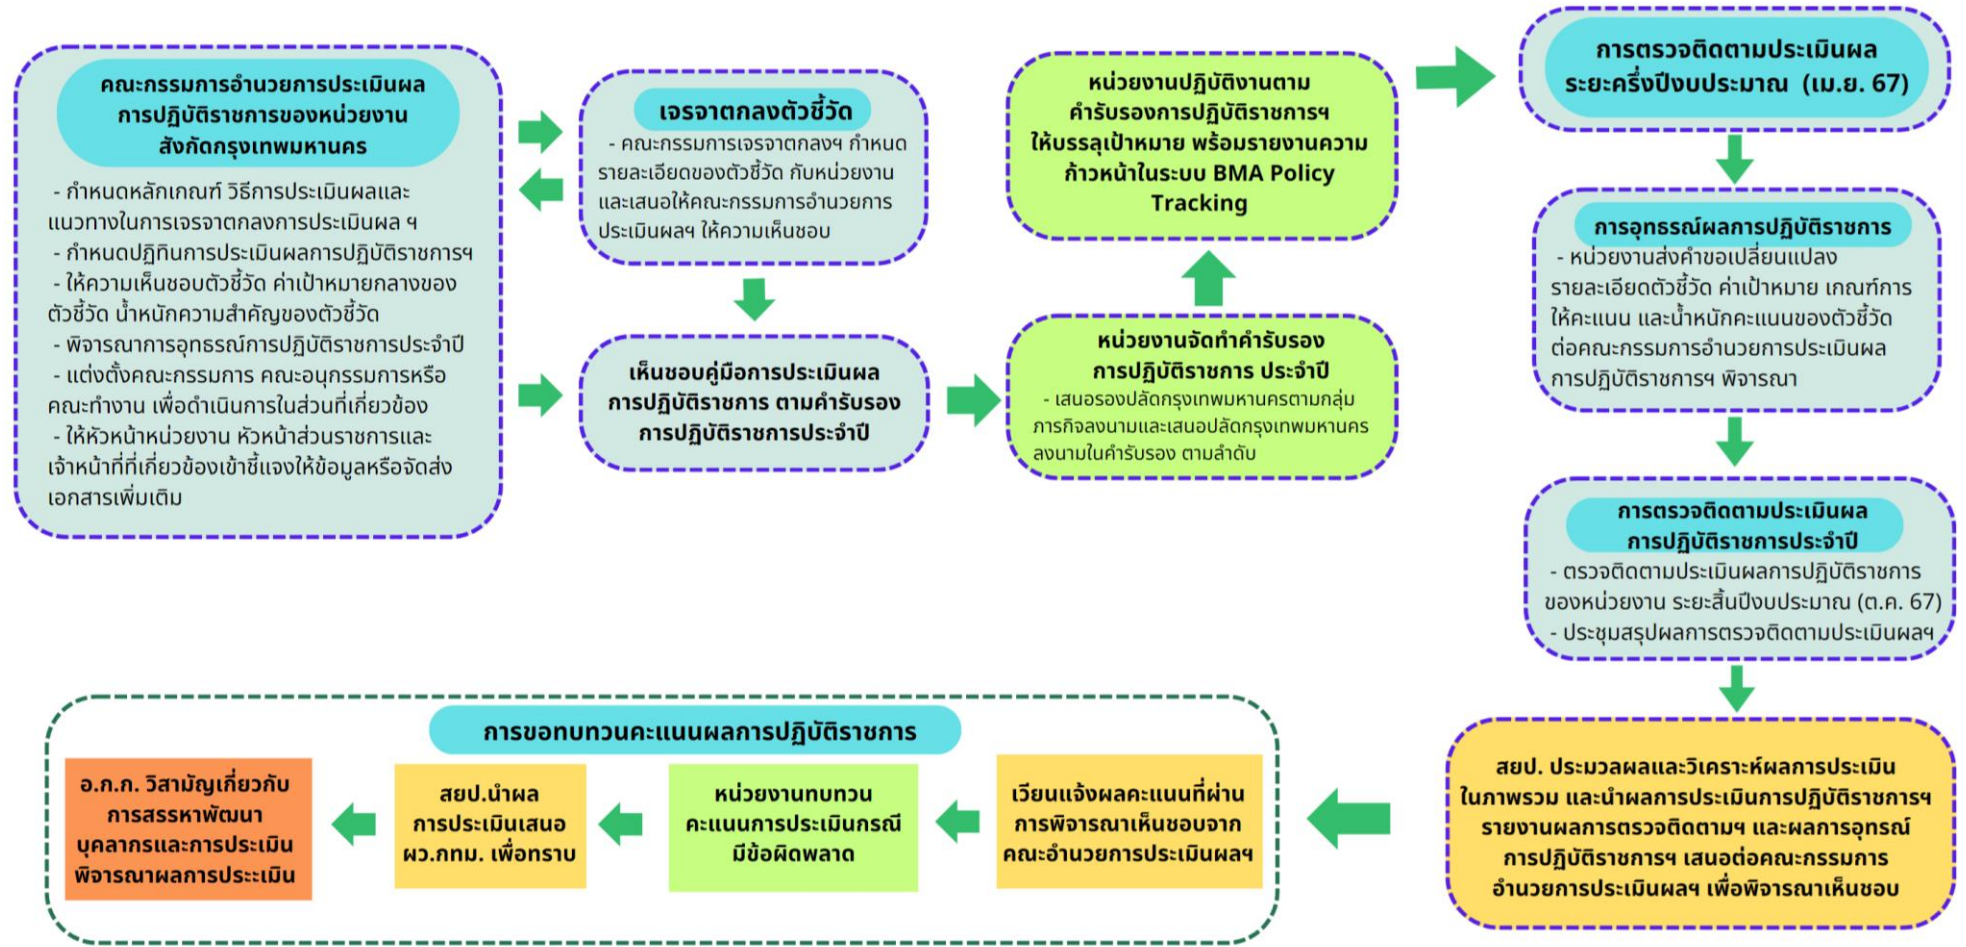 คณะกรรมการอำนวยการประเมินผล
การปฏิบัติราชการของหน่วยงาน
สังกัดกรุงเทพมหานคร
- กำหนดหลักเกณฑ์ วิธีการประเมินผลและ
แนวทางในการเจรจาตกลงการประเมินผล ฯ
- กำหนดปฏิทินการประเมินผลการปฏิบัติราชการฯ
- ให้ความเห็นชอบตัวชี้วัด ค่าเป้าหมายกลางของ
ตัวชี้วัด น้ำหนักความสำคัญของตัวชี้วัด
- พิจารณาการอุทธรณ์การปฏิบัติราชการประจำปี
- แต่งตั้งคณะกรรมการ คณะอนุกรรมการหรือ
คณะทำงาน เพื่อดำเนินการในส่วนที่เกี่ยวข้อง
- ให้หัวหน้าหน่วยงาน หัวหน้าส่วนราชการและ
เจ้าหน้าที่ที่เกี่ยวข้องเข้าชี้แจงให้ข้อมูลหรือจัดส่ง
เอกสารเพิ่มเติม
เจรจาตกลงตัวชี้วัด
- คณะกรรมการเจรจาตกลงฯ กำหนด
รายละเอียดของตัวชี้วัด กับหน่วยงาน
และเสนอให้คณะกรรมการอำนวยการ
ประเมินผลฯ ให้ความเห็นชอบ
เห็นชอบคู่มือการประเมินผล
การปฏิบัติราชการ ตามคำรับรอง
การปฏิบัติราชการประจำปี
หน่วยงานปฏิบัติงานตาม
คำรับรองการปฏิบัติราชการฯ
ให้บรรลุเป้าหมาย พร้อมรายงานความ
ก้าวหน้าในระบบ BMA Policy
Tracking
หน่วยงานจัดทำคำรับรอง
การปฏิบัติราชการ ประจำปี
- เสนอรองปลัดกรุงเทพมหานครตามกลุ่ม
ภารกิจลงนามและเสนอปลัดกรุงเทพมหานคร
ลงนามในคำรับรอง ตามลำดับ
การตรวจติดตามประเมินผล
ระยะครึ่งปีงบประมาณ (เม.ย. 67)
การอุทธรณ์ผลการปฏิบัติราชการ
- หน่วยงานส่งคำขอเปลี่ยนแปลง
รายละเอียดตัวชี้วัด ค่าเป้าหมาย เกณฑ์การ
ให้คะแนน และน้ำหนักคะแนนของตัวชี้วัด
ต่อคณะกรรมการอำนวยการประเมินผล
การปฏิบัติราชการฯ พิจารณา
การตรวจติดตามประเมินผล
การปฏิบัติราชการประจำปี
- ตรวจติดตามประเมินผลการปฏิบัติราชการ
ของหน่วยงาน ระยะสิ้นปีงบประมาณ (ต.ค. 67)
- ประชุมสรุปผลการตรวจติดตามประเมินผลฯ
สยป. ประมวลผลและวิเคราะห์ผลการประเมิน
ในภาพรวม และนำผลการประเมินการปฏิบัติราชการฯ
รายงานผลการตรวจติดตามฯ และผลการอุทรณ์
การปฏิบัติราชการฯ เสนอต่อคณะกรรมการ
อำนวยการประเมินผลฯ เพื่อพิจารณาเห็นชอบ
การขอทบทวนคะแนนผลการปฏิบัติราชการ
เวียนแจ้งผลคะแนนที่ผ่าน
การพิจารณาเห็นชอบจาก
คณะอำนวยการประเมินผลฯ
หน่วยงานทบทวน
คะแนนการประเมินกรณี
มีข้อผิดพลาด
สยป.นำผล
การประเมินเสนอ
ผว.กทม. เพื่อทราบ
อ.ก.ก. วิสามัญเกี่ยวกับ
การสรรหาพัฒนา
บุคลากรและการประเมิน
พิจารณาผลการประะเมิน